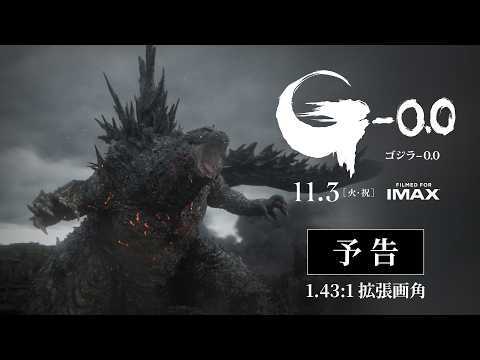 G-0.0
ゴジラ-0.0
11.3［火・祝］
FILMED FOR
IMAX
予告
1.43:1 拡張画角